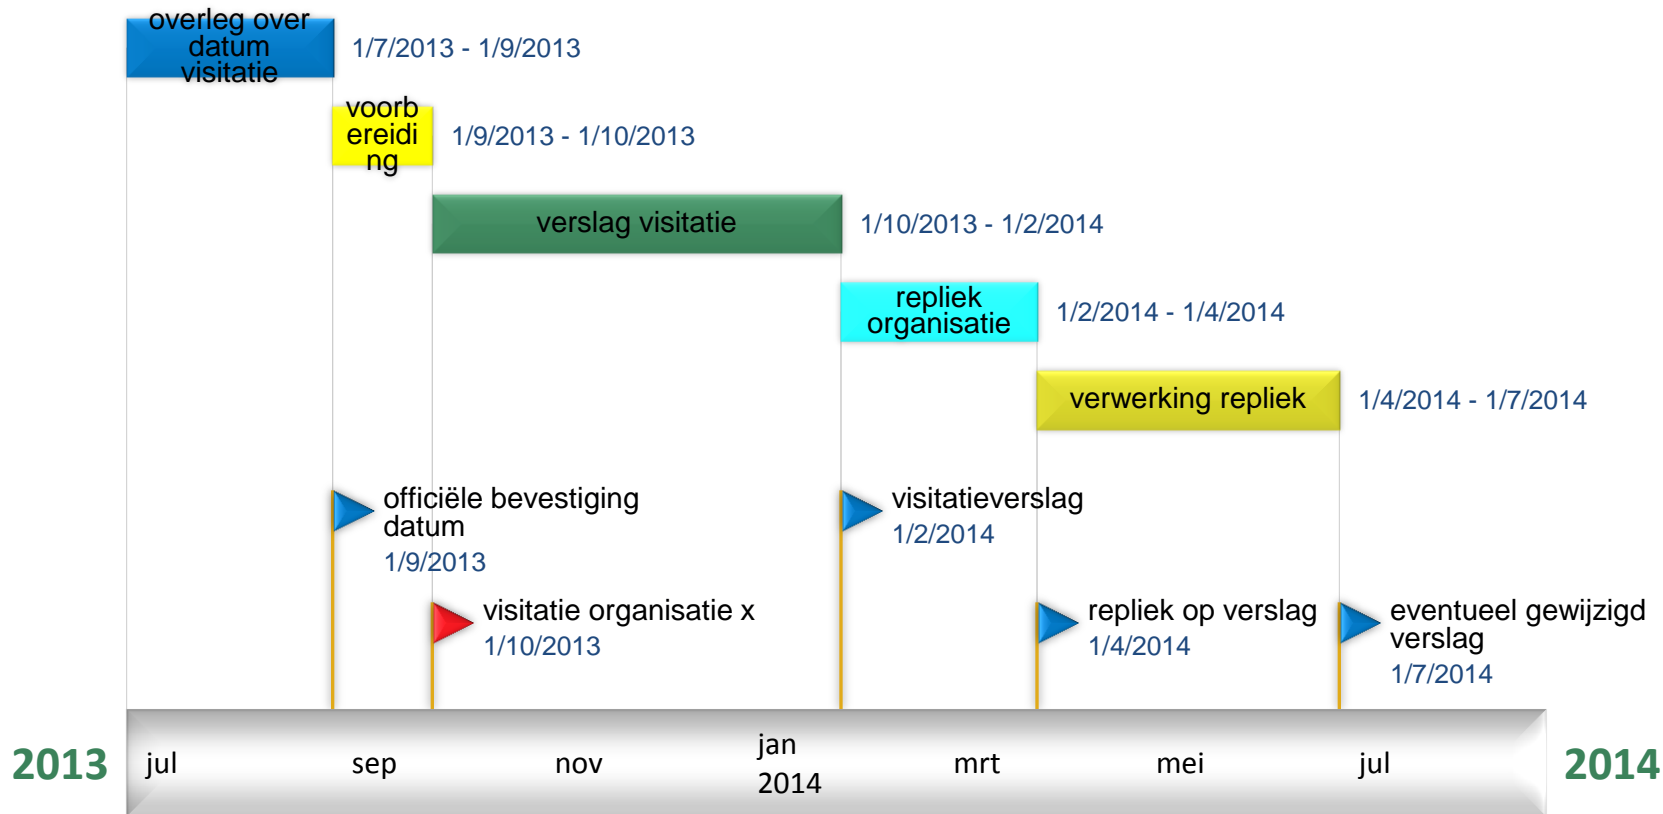 overleg over
datum
visitatie
1/7/2013 - 1/9/2013
voorb
ereidi
ng
1/9/2013 - 1/10/2013
verslag visitatie
1/10/2013 - 1/2/2014
repliek
organisatie
1/2/2014 - 1/4/2014
verwerking repliek
1/4/2014 - 1/7/2014
officiële bevestiging
datum
1/9/2013
visitatieverslag
1/2/2014
visitatie organisatie x
1/10/2013
repliek op verslag
1/4/2014
eventueel gewijzigd
verslag
1/7/2014
2013
jul
sep
nov
jan
2014
mrt
mei
jul
2014